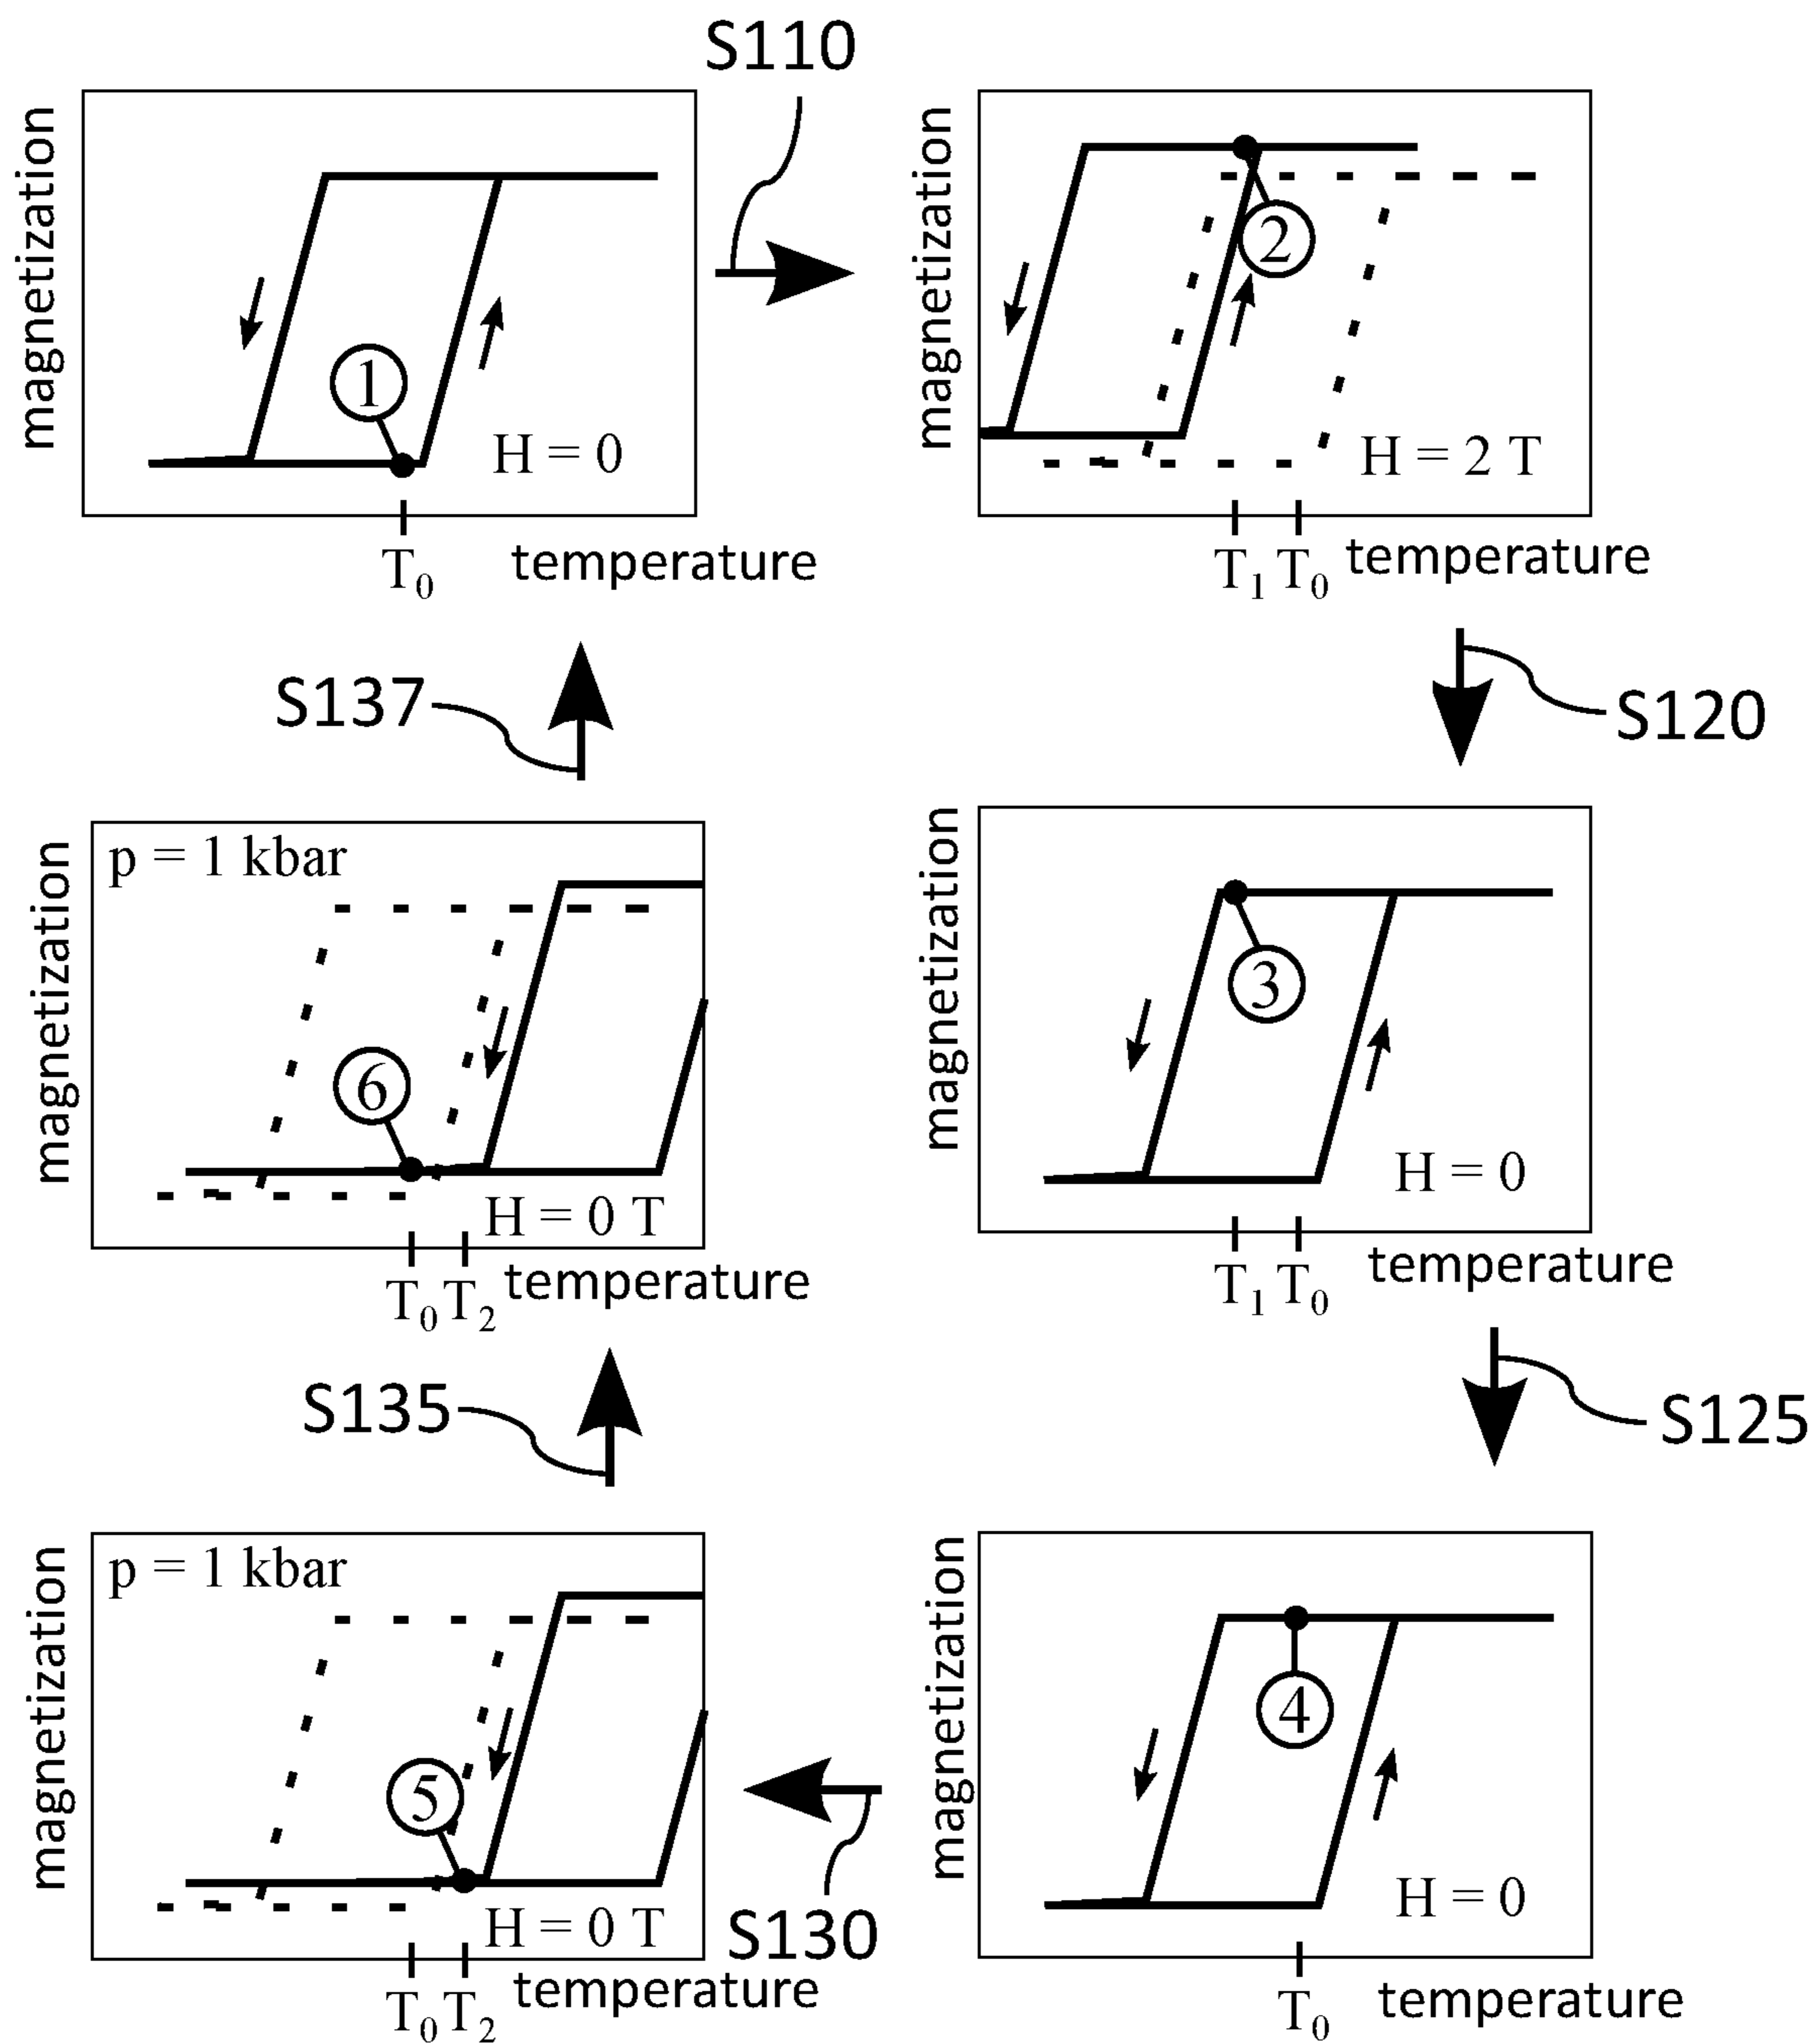 S110
magnetization
1
H = 0
T0
temperature
magnetization
2
H = 2 T
T1 T0 temperature
S137
S120
p = 1 kbar
magnetization
6
H = 0 T
T0 T2 temperature
magnetization
3
H = 0
T1 T0
temperature
S135
S125
p = 1 kbar
magnetization
5
H = 0 T
T0 T2
temperature
S130
magnetization
4
H = 0
T0
temperature